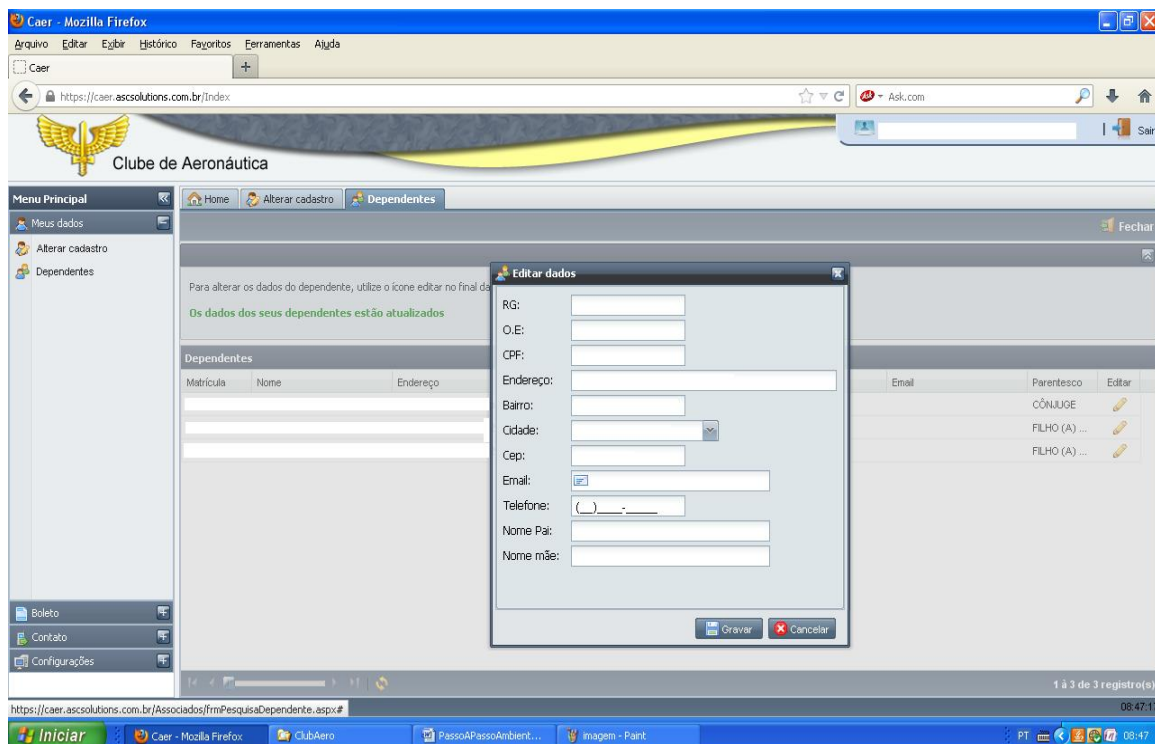 Caer - Mozilla Firefox
Arquivo Editar Exibir Histórico Favoritos Ferramentas Ajuda
Caer +
https://caer.ascsolutions.com.br/Index Ask.com
Clube de Aeronáutica
Sair
Menu Principal
Home Alterar cadastro Dependentes
Meus dados
Fechar
Alterar cadastro
Dependentes
Para alterar os dados do dependente, utilize o ícone editar no final da
Os dados dos seus dependentes estão atualizados
Dependentes
Matrícula Nome Endereço Email Parentesco Editar
CÔNJUGE
FILHO (A) ...
FILHO (A) ...
Editar dados
RG:
O.E:
CPF:
Endereço:
Bairro:
Cidade:
Cep:
Email:
Telefone: (__)____-_____
Nome Pai:
Nome mãe:
Gravar Cancelar
Boleto
Contato
Configurações
1 à 3 de 3 registro(s)
https://caer.ascsolutions.com.br/Associados/frmPesquisaDependente.aspx#
Iniciar Caer - Mozilla Firefox ClubAero PassoAPassoAmbient... imagem - Paint PT 08:47